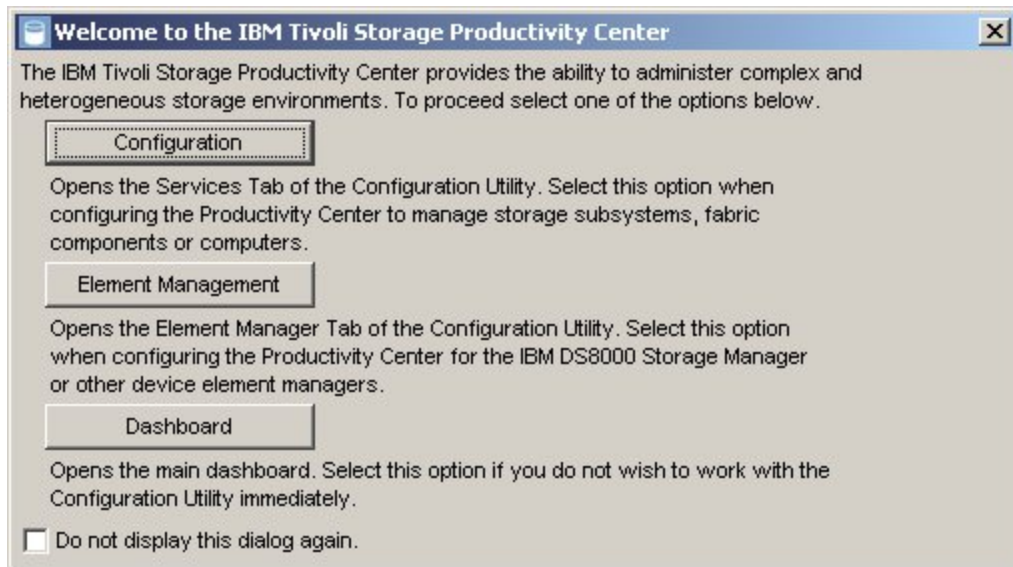 Welcome to the IBM Tivoli Storage Productivity Center
The IBM Tivoli Storage Productivity Center provides the ability to administer complex and
heterogeneous storage environments. To proceed select one of the options below.
Configuration
Opens the Services Tab of the Configuration Utility. Select this option when
configuring the Productivity Center to manage storage subsystems, fabric
components or computers.
Element Management
Opens the Element Manager Tab of the Configuration Utility. Select this option
when configuring the Productivity Center for the IBM DS8000 Storage Manager
or other device element managers.
Dashboard
Opens the main dashboard. Select this option if you do not wish to work with the
Configuration Utility immediately.
Do not display this dialog again.